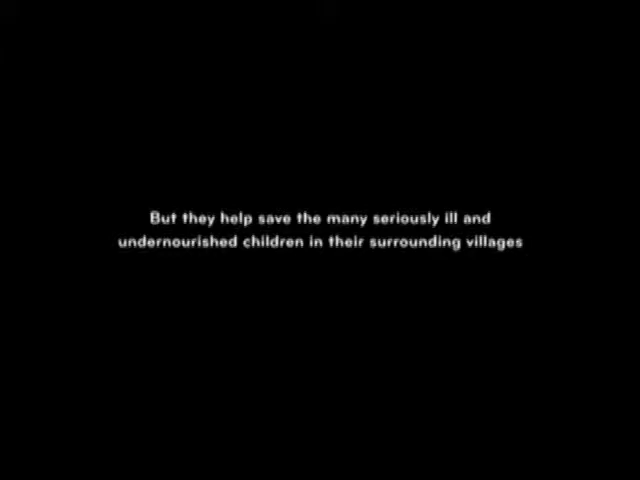 But they help save the many seriously ill and
undernourished children in their surrounding villages